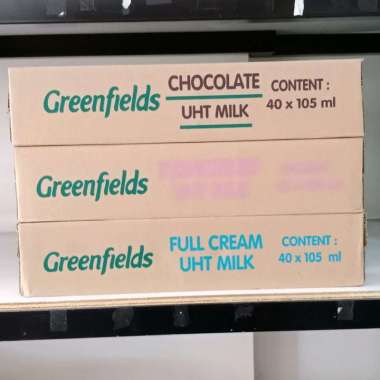 Greenfields
CHOCOLATE
UHT MILK
CONTENT :
40 x 105 ml
Greenfields
Greenfields
FULL CREAM
UHT MILK
CONTENT :
40 x 105 ml